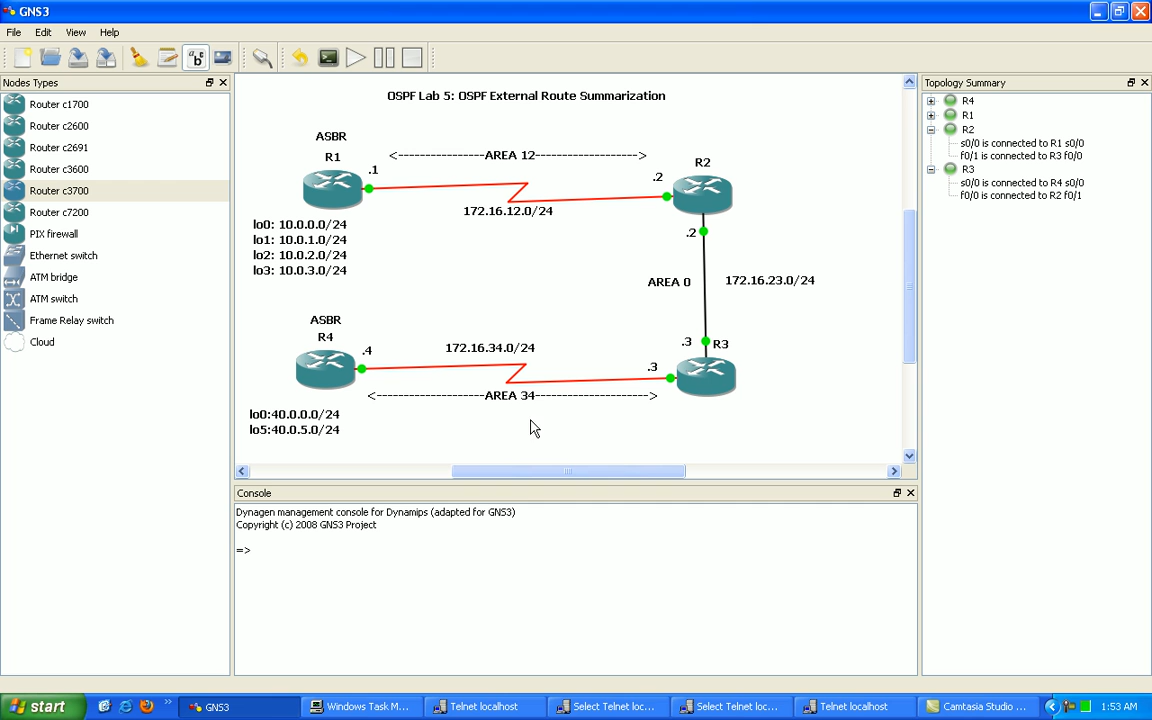 GNS3
File Edit View Help
Nodes Types
Router c1700
Router c2600
Router c2691
Router c3600
Router c3700
Router c7200
PIX firewall
Ethernet switch
ATM bridge
ATM switch
Frame Relay switch
Cloud
OSPF Lab 5: OSPF External Route Summarization
ASBR
R1
.1
<----------------------AREA 12------------------->
R2
.2
172.16.12.0/24
lo0: 10.0.0.0/24
lo1: 10.0.1.0/24
lo2: 10.0.2.0/24
lo3: 10.0.3.0/24
.2
AREA 0
172.16.23.0/24
ASBR
R4
.4
172.16.34.0/24
.3
R3
.3
<---------------------AREA 34---------------------->
lo0:40.0.0.0/24
lo5:40.0.5.0/24
Topology Summary
R4
R1
R2
s0/0 is connected to R1 s0/0
f0/1 is connected to R3 f0/0
R3
s0/0 is connected to R4 s0/0
f0/0 is connected to R2 f0/1
Console
Dynagen management console for Dynamips (adapted for GNS3)
Copyright (c) 2008 GNS3 Project
=>
start
GNS3
Windows Task M...
Telnet localhost
Select Telnet loc...
Select Telnet loc...
Telnet localhost
Camtasia Studio ...
1:53 AM